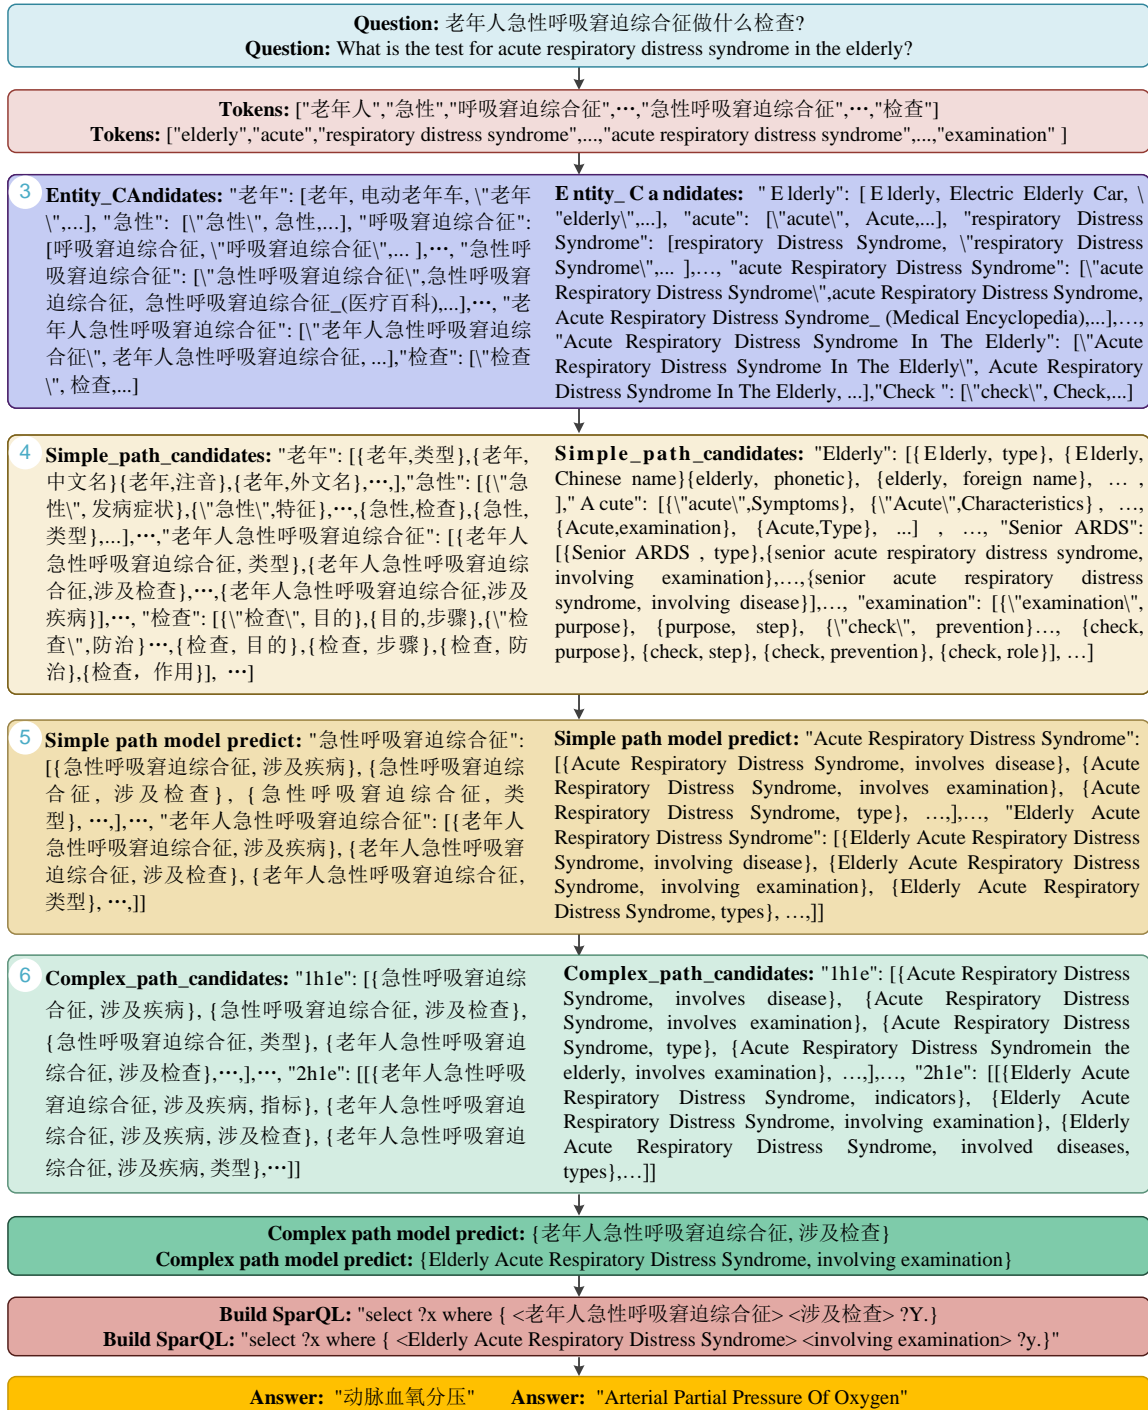 Question: 老年人急性呼吸窘迫综合征做什么检查?
Question: What is the test for acute respiratory distress syndrome in the elderly?
Tokens: ["老年人","急性","呼吸窘迫综合征",···,"急性呼吸窘迫综合征",···,"检查"]
Tokens: ["elderly","acute","respiratory distress syndrome",...,"acute respiratory distress syndrome",...,"examination" ]
3
Entity_CAndidates: "老年": [老年, 电动老年车, \"老年
\",...], "急性": [\"急性\", 急性,...], "呼吸窘迫综合征":
[呼吸窘迫综合征, \"呼吸窘迫综合征\",... ],···, "急性呼
吸窘迫综合征": [\"急性呼吸窘迫综合征\",急性呼吸窘
迫综合征, 急性呼吸窘迫综合征_(医疗百科),...],···, "老
年人急性呼吸窘迫综合征": [\"老年人急性呼吸窘迫综
合征\", 老年人急性呼吸窘迫综合征, ...],"检查": [\"检查
\", 检查,...]
Entity_Candidates: "Elderly": [Elderly, Electric Elderly Car, \
"elderly\",...], "acute": [\"acute\", Acute,...], "respiratory Distress
Syndrome": [respiratory Distress Syndrome, \"respiratory Distress
Syndrome\",... ],…, "acute Respiratory Distress Syndrome": [\"acute
Respiratory Distress Syndrome\",acute Respiratory Distress Syndrome,
Acute Respiratory Distress Syndrome_ (Medical Encyclopedia),...],…,
"Acute Respiratory Distress Syndrome In The Elderly": [\"Acute
Respiratory Distress Syndrome In The Elderly\", Acute Respiratory
Distress Syndrome In The Elderly, ...],"Check ": [\"check\", Check,...]
4
Simple_path_candidates: "老年": [{老年,类型},{老年,
中文名}{老年,注音},{老年,外文名},···,],"急性": [{\"急
性\", 发病症状},{\"急性\",特征},···,{急性,检查},{急性,
类型},...],···,"老年人急性呼吸窘迫综合征": [{老年人
急性呼吸窘迫综合征, 类型},{老年人急性呼吸窘迫综
合征,涉及检查},···,{老年人急性呼吸窘迫综合征,涉及
疾病}],···, "检查": [{\"检查\", 目的},{目的,步骤},{\"检
查\",防治}···,{检查, 目的},{检查, 步骤},{检查, 防
治},{检查，作用}], ···]
Simple_path_candidates: "Elderly": [{Elderly, type}, {Elderly,
Chinese name}{elderly, phonetic}, {elderly, foreign name}, … ,
],"Acute": [{\"acute\",Symptoms}, {\"Acute\",Characteristics}, …,
{Acute,examination}, {Acute,Type}, ...] , …, "Senior ARDS":
[{Senior ARDS , type},{senior acute respiratory distress syndrome,
involving examination},…,{senior acute respiratory distress
syndrome, involving disease}],…, "examination": [{\"examination\",
purpose}, {purpose, step}, {\"check\", prevention}…, {check,
purpose}, {check, step}, {check, prevention}, {check, role}], …]
5
Simple path model predict: "急性呼吸窘迫综合征":
[{急性呼吸窘迫综合征, 涉及疾病}, {急性呼吸窘迫综
合征, 涉及检查}, {急性呼吸窘迫综合征, 类
型}, ···,],···, "老年人急性呼吸窘迫综合征": [{老年人
急性呼吸窘迫综合征, 涉及疾病}, {老年人急性呼吸窘
迫综合征, 涉及检查}, {老年人急性呼吸窘迫综合征,
类型}, ···,]]
Simple path model predict: "Acute Respiratory Distress Syndrome":
[{Acute Respiratory Distress Syndrome, involves disease}, {Acute
Respiratory Distress Syndrome, involves examination}, {Acute
Respiratory Distress Syndrome, type}, …,],…, "Elderly Acute
Respiratory Distress Syndrome": [{Elderly Acute Respiratory Distress
Syndrome, involving disease}, {Elderly Acute Respiratory Distress
Syndrome, involving examination}, {Elderly Acute Respiratory
Distress Syndrome, types}, …,]]
6
Complex_path_candidates: "1h1e": [{急性呼吸窘迫综
合征, 涉及疾病}, {急性呼吸窘迫综合征, 涉及检查},
{急性呼吸窘迫综合征, 类型}, {老年人急性呼吸窘迫
综合征, 涉及检查},···,],···, "2h1e": [[{老年人急性呼吸
窘迫综合征, 涉及疾病, 指标}, {老年人急性呼吸窘迫
综合征, 涉及疾病, 涉及检查}, {老年人急性呼吸窘迫
综合征, 涉及疾病, 类型},···]]
Complex_path_candidates: "1h1e": [{Acute Respiratory Distress
Syndrome, involves disease}, {Acute Respiratory Distress
Syndrome, involves examination}, {Acute Respiratory Distress
Syndrome, type}, {Acute Respiratory Distress Syndromein the
elderly, involves examination}, …,],…, "2h1e": [[{Elderly Acute
Respiratory Distress Syndrome, indicators}, {Elderly Acute
Respiratory Distress Syndrome, involving examination}, {Elderly
Acute Respiratory Distress Syndrome, involved diseases,
types},…]]
Complex path model predict: {老年人急性呼吸窘迫综合征, 涉及检查}
Complex path model predict: {Elderly Acute Respiratory Distress Syndrome, involving examination}
Build SparQL: "select ?x where { <老年人急性呼吸窘迫综合征> <涉及检查> ?Y.}
Build SparQL: "select ?x where { <Elderly Acute Respiratory Distress Syndrome> <involving examination> ?y.}"
Answer: "动脉血氧分压" Answer: "Arterial Partial Pressure Of Oxygen"